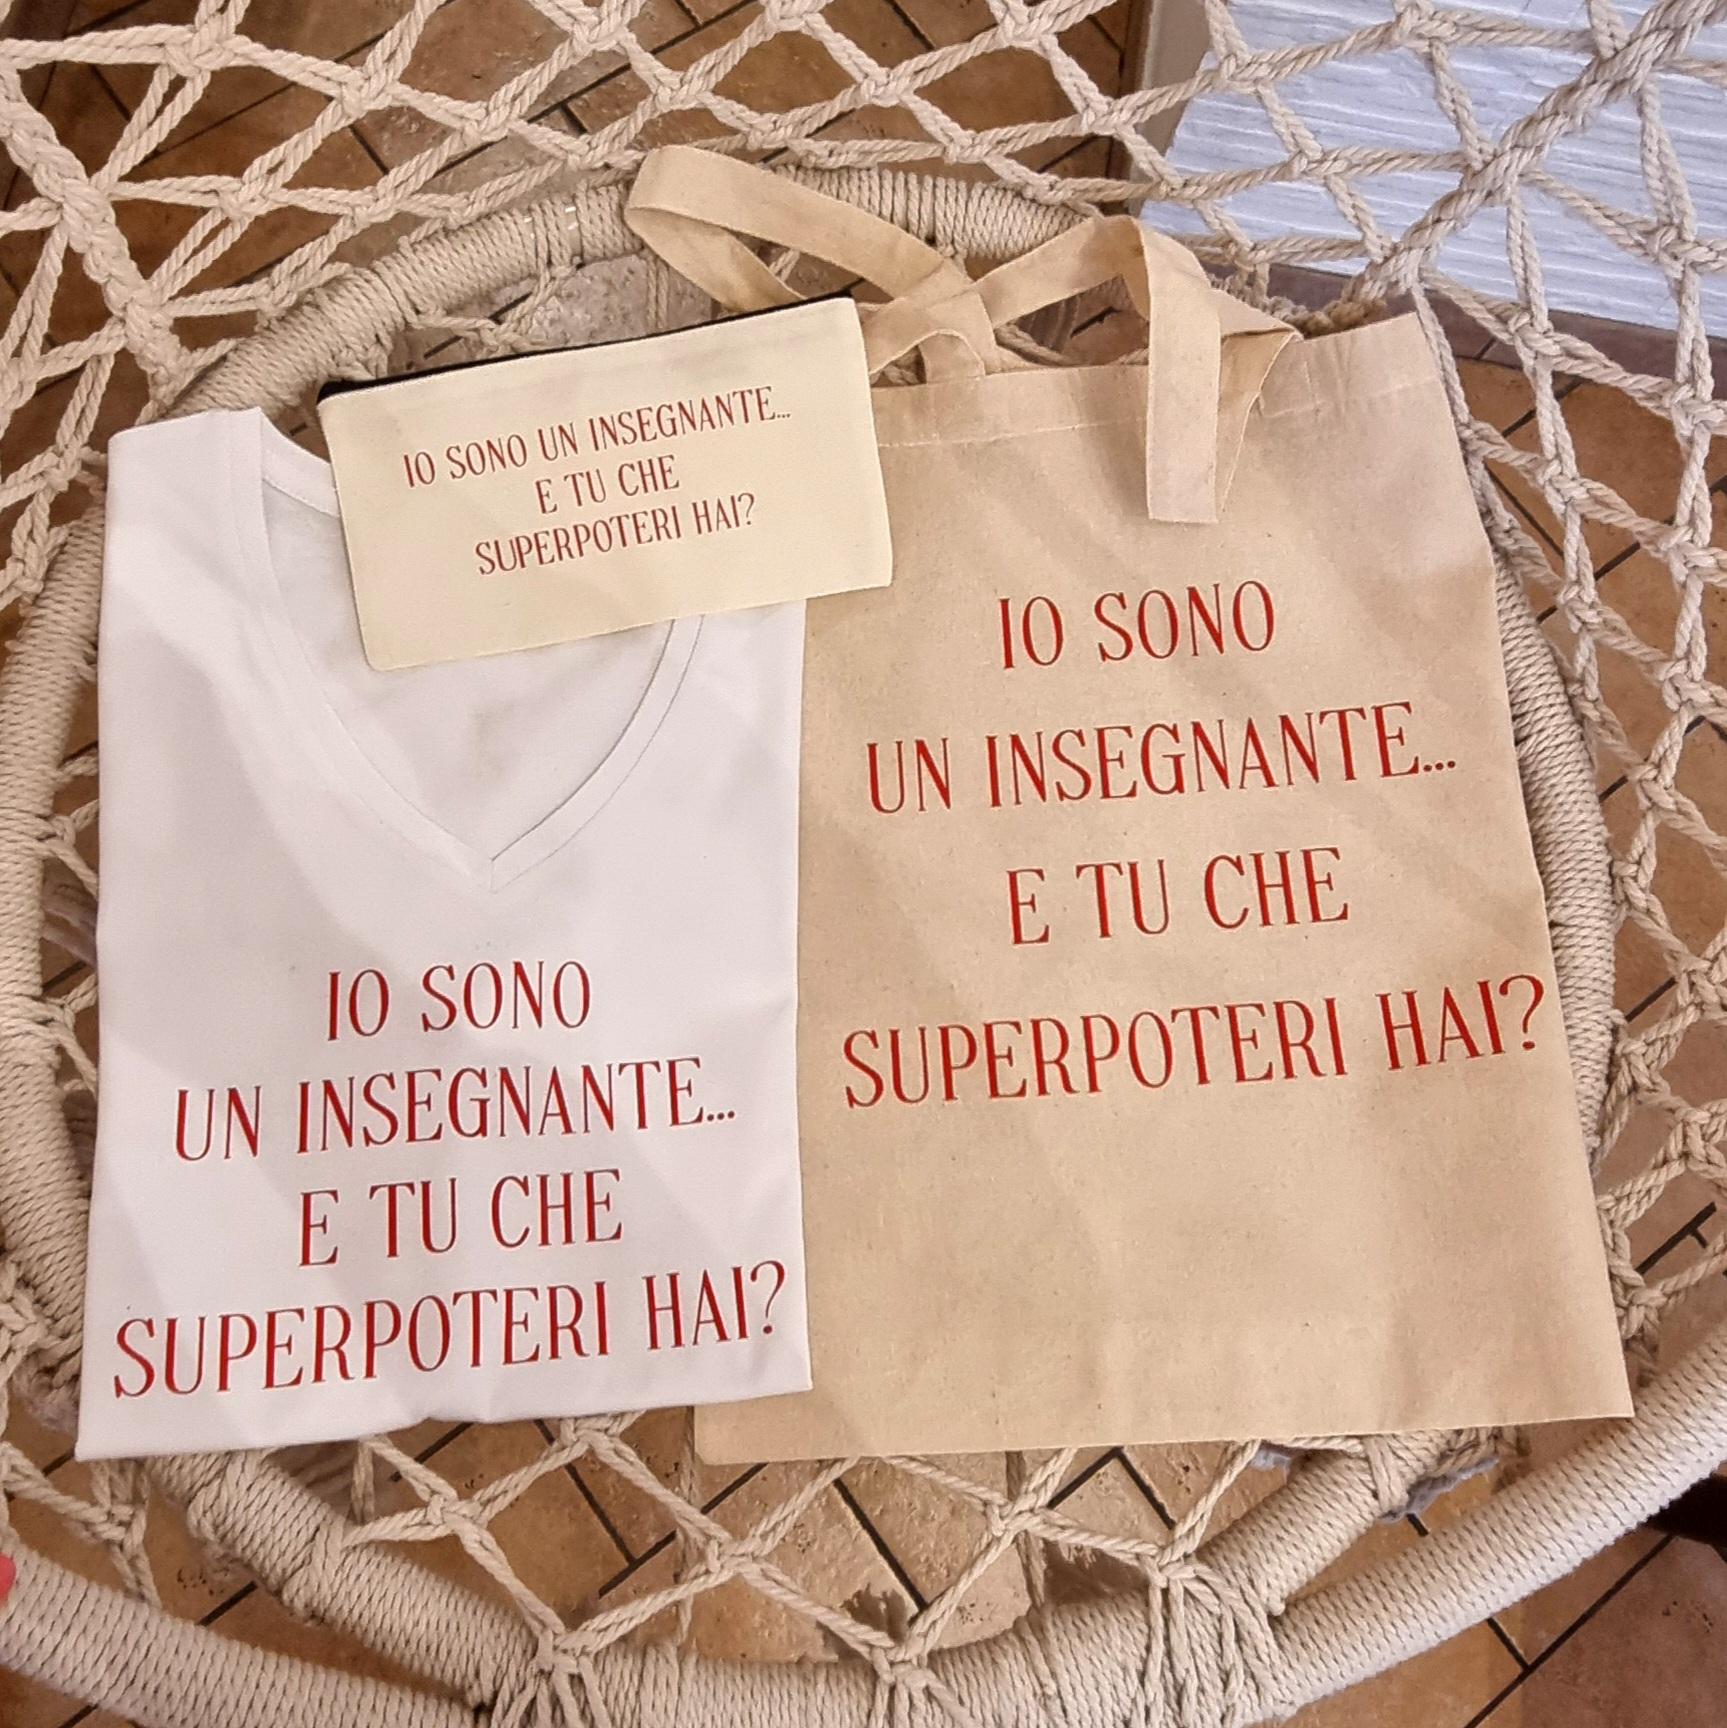 IO SONO UN INSEGNANTE...
E TU CHE
SUPERPOTERI HAI?
IO SONO
UN INSEGNANTE...
E TU CHE
SUPERPOTERI HAI?
IO SONO
UN INSEGNANTE...
E TU CHE
SUPERPOTERI HAI?